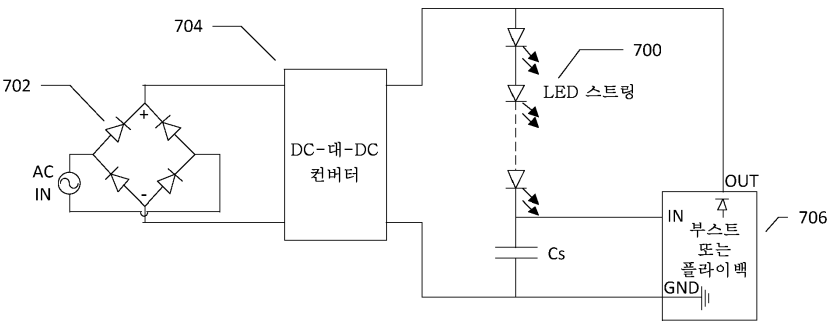 704
700
702
LED 스트링
+
DC-대-DC
컨버터
AC
IN
-
OUT
IN
706
부스트
또는
플라이백
Cs
GND